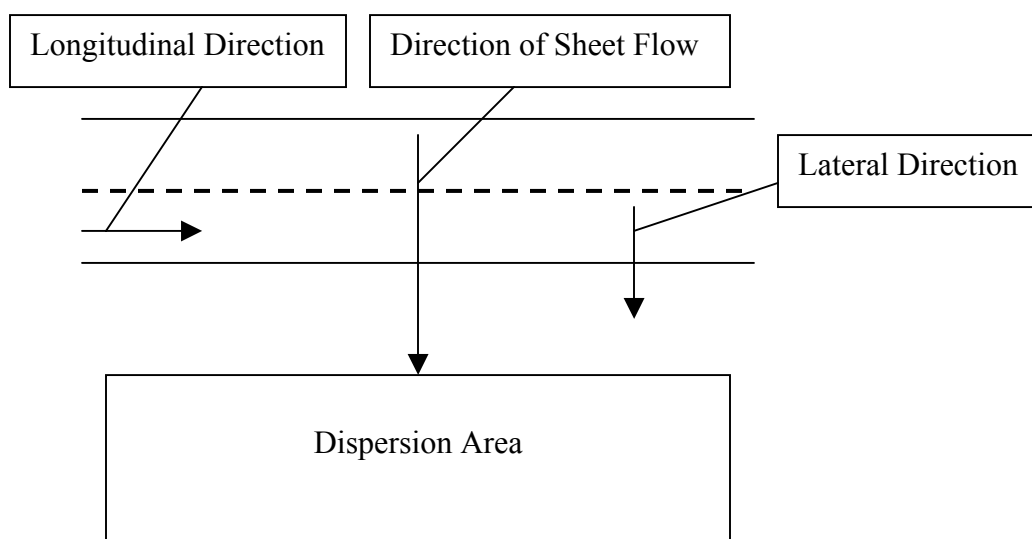 Longitudinal Direction
Direction of Sheet Flow
Lateral Direction
Dispersion Area